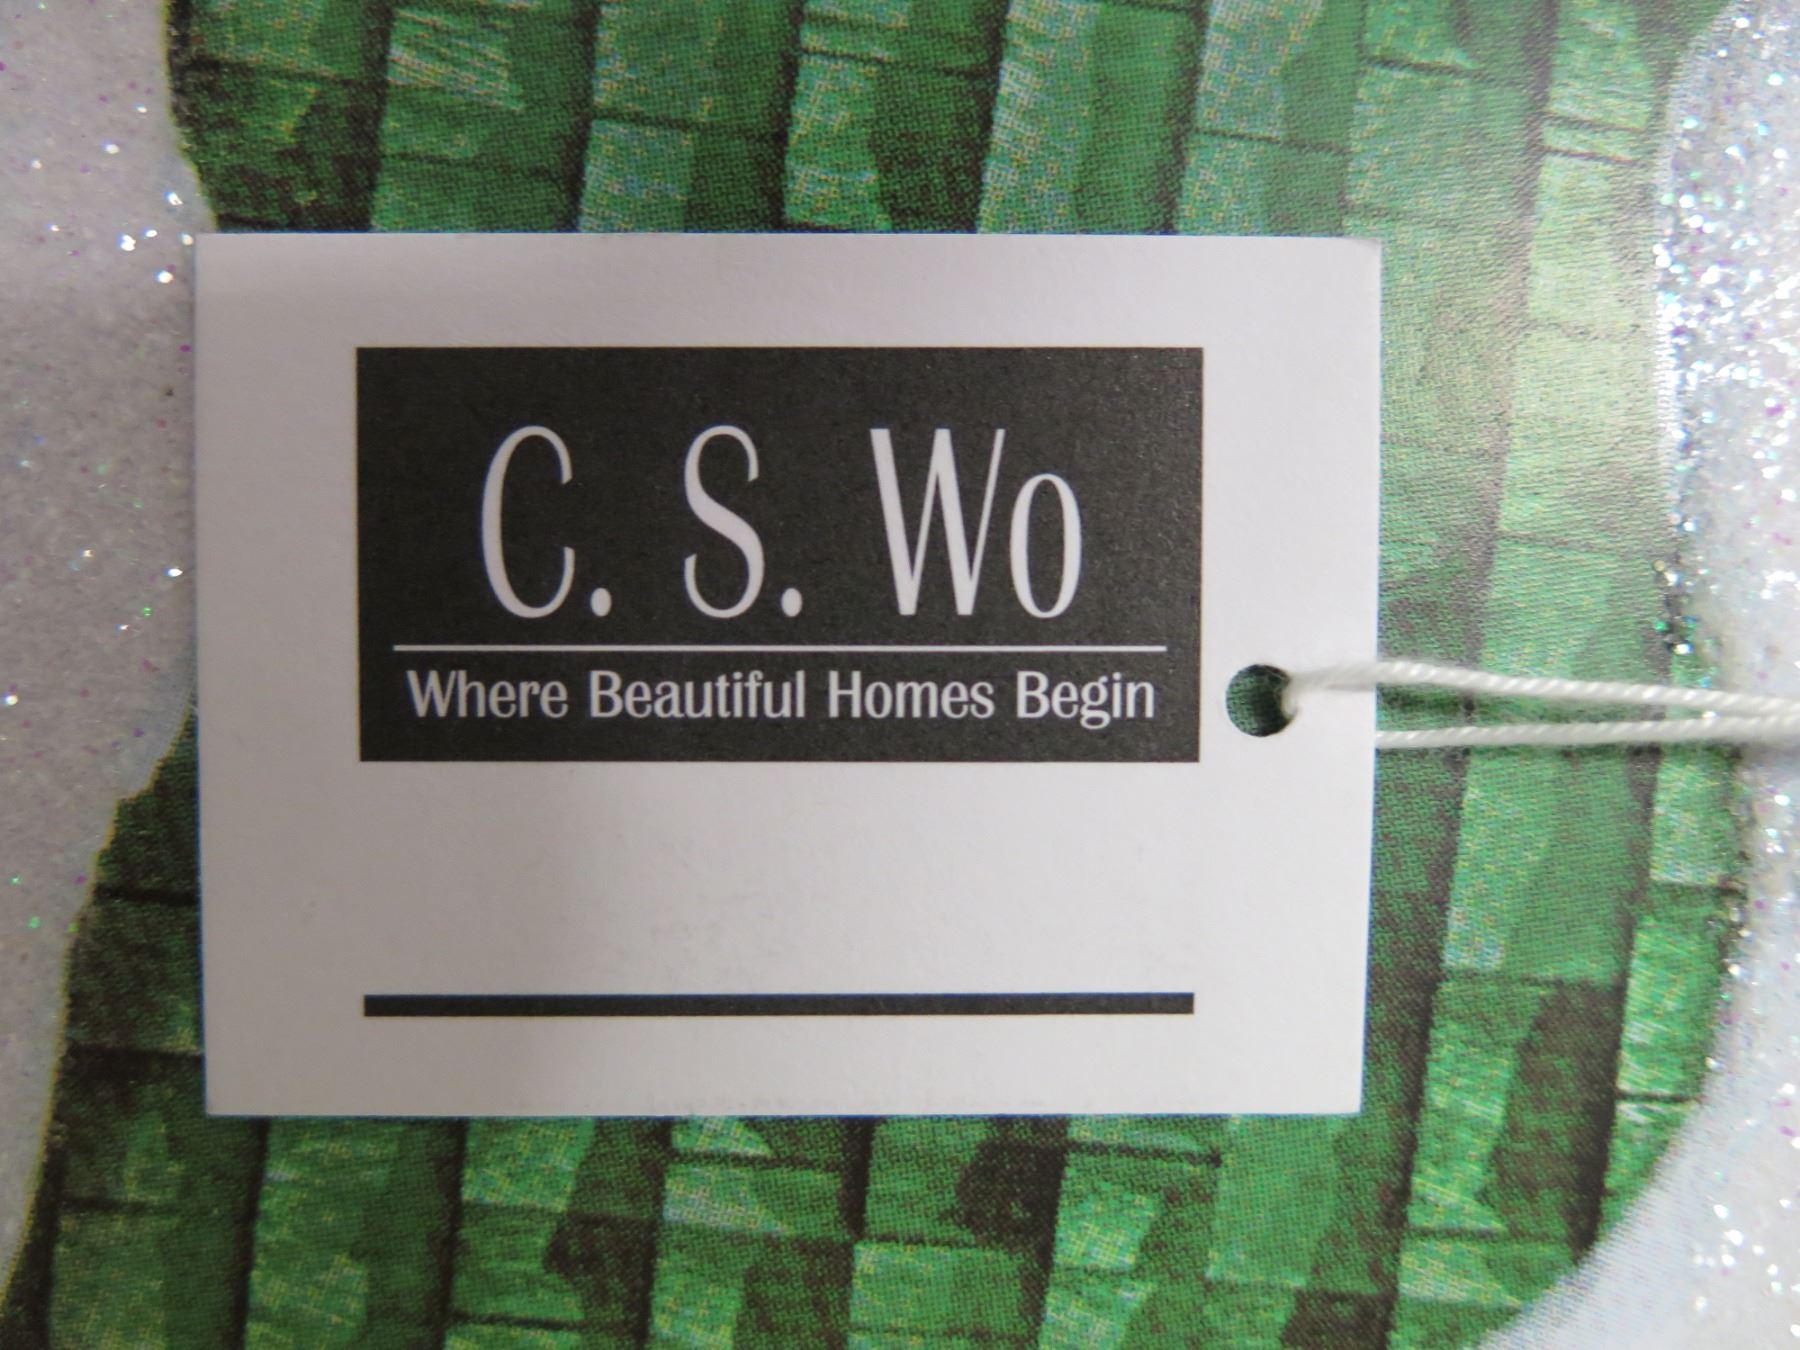 C. S. Wo
Where Beautiful Homes Begin